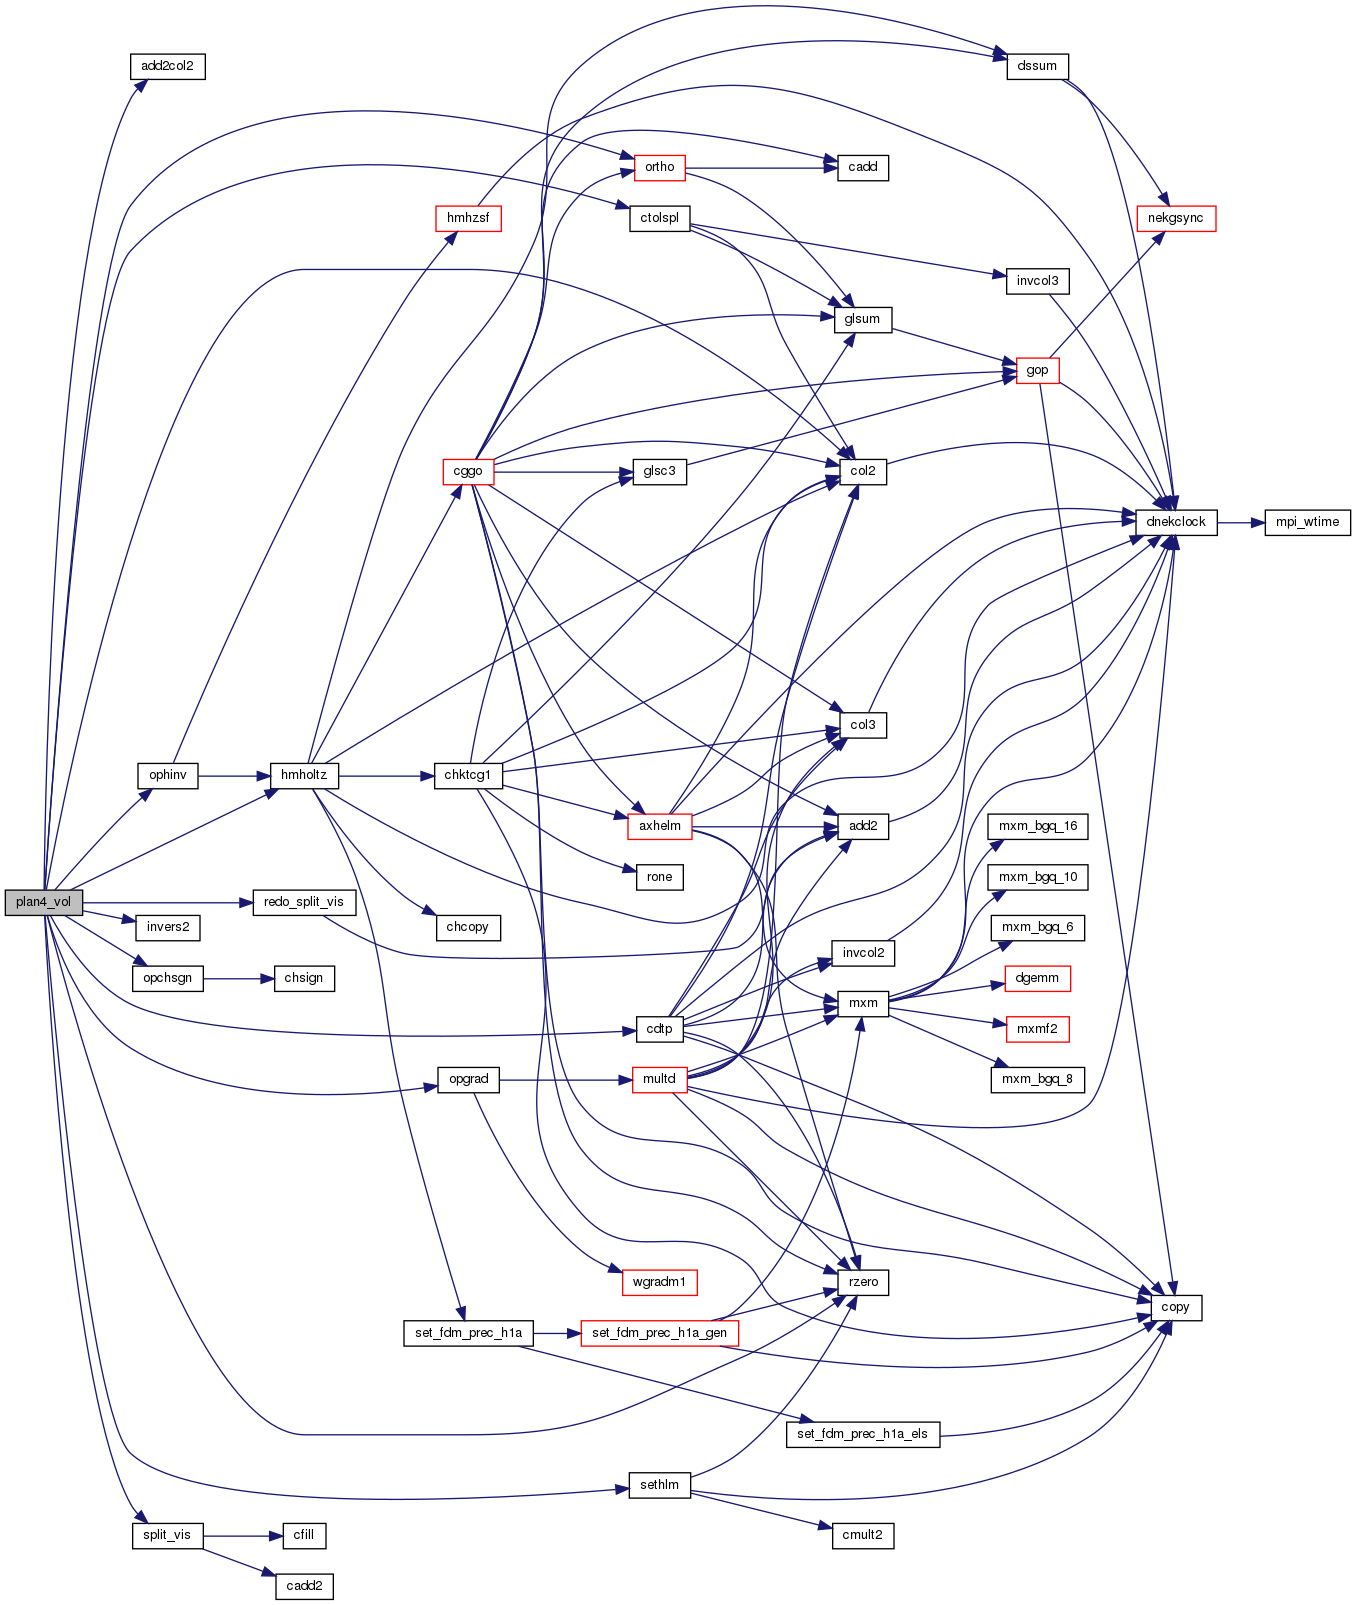 add2col2
dssum
ortho
cadd
hmhzsf
ctolspl
nekgsync
invcol3
glsum
gop
cggo
glsc3
col2
dnekclock
mpi_wtime
col3
ophinv
hmholtz
chktcg1
axhelm
add2
mxm_bgq_16
rone
mxm_bgq_10
plan4_vol
redo_split_vis
invers2
chcopy
mxm_bgq_6
invcol2
opchsgn
chsign
dgemm
mxm
cdtp
mxmf2
opgrad
multd
mxm_bgq_8
wgradm1
rzero
copy
set_fdm_prec_h1a
set_fdm_prec_h1a_gen
set_fdm_prec_h1a_els
sethlm
split_vis
cfill
cmult2
cadd2